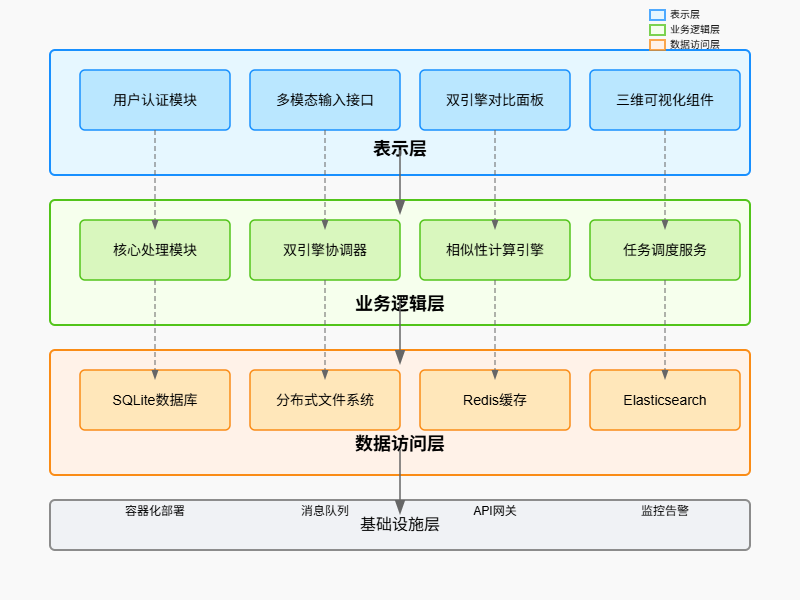 表示层
业务逻辑层
数据访问层
用户认证模块
多模态输入接口
双引擎对比面板
三维可视化组件
表示层
核心处理模块
双引擎协调器
相似性计算引擎
任务调度服务
业务逻辑层
SQLite数据库
分布式文件系统
Redis缓存
Elasticsearch
数据访问层
容器化部署
消息队列
API网关
监控告警
基础设施层